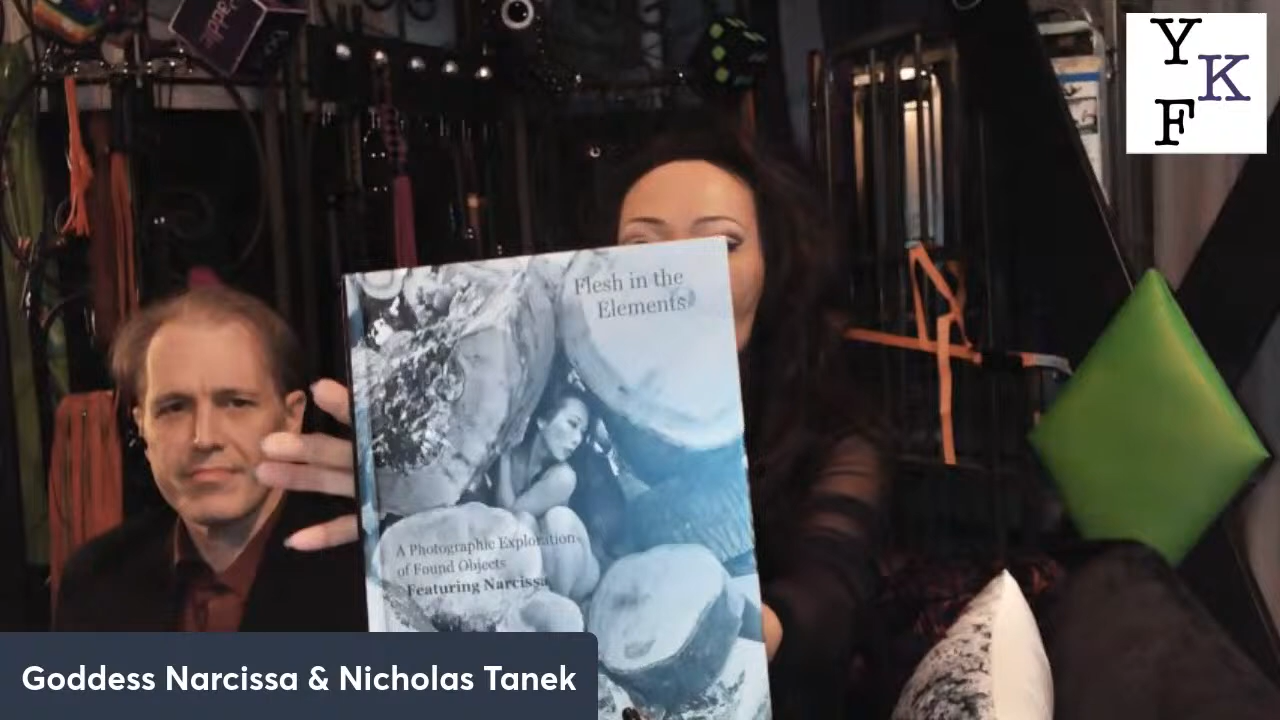 Y
K
F
Flesh in the
Elements
A Photographic Exploration
of Found Objects
Featuring Narcissa
Goddess Narcissa & Nicholas Tanek